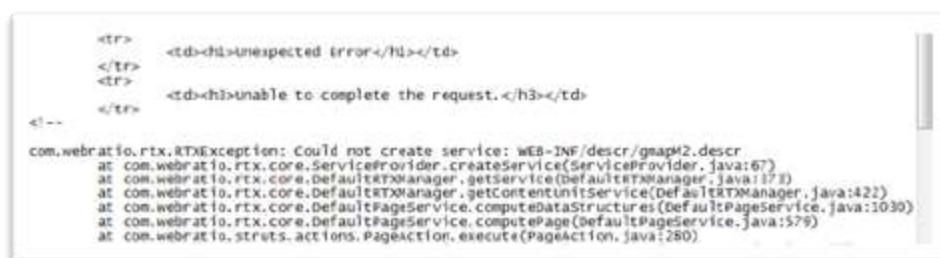 <tr>
<td><h1>Unexpected Error</h1></td>
</tr>
<tr>
<td><h3>Unable to complete the request.</h3></td>
</tr>
<!--
com.webratio.rtx.RTXException: Could not create service: WEB-INF/descr/gmapM2.descr
at com.webratio.rtx.core.ServiceProvider.createService(ServiceProvider.java:67)
at com.webratio.rtx.core.DefaultRTXManager.getService(DefaultRTXManager.java:373)
at com.webratio.rtx.core.DefaultRTXManager.getContentUnitService(DefaultRTXManager.java:422)
at com.webratio.rtx.core.DefaultPageService.computeDataStructures(DefaultPageService.java:1030)
at com.webratio.rtx.core.DefaultPageService.computePage(DefaultPageService.java:579)
at com.webratio.struts.actions.PageAction.execute(PageAction.java:280)